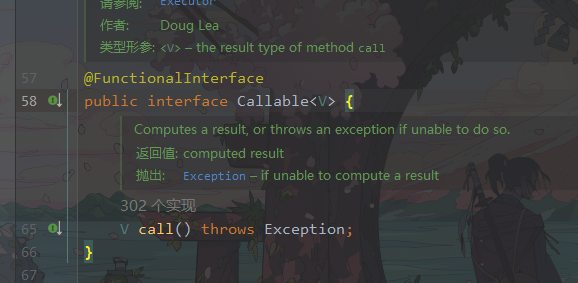 请参阅: Executor
作者: Doug Lea
类型形参: <V> – the result type of method call
57 @FunctionalInterface
58 public interface Callable<V> {
Computes a result, or throws an exception if unable to do so.
返回值: computed result
抛出: Exception – if unable to compute a result
302 个实现
65 V call() throws Exception;
66 }
67